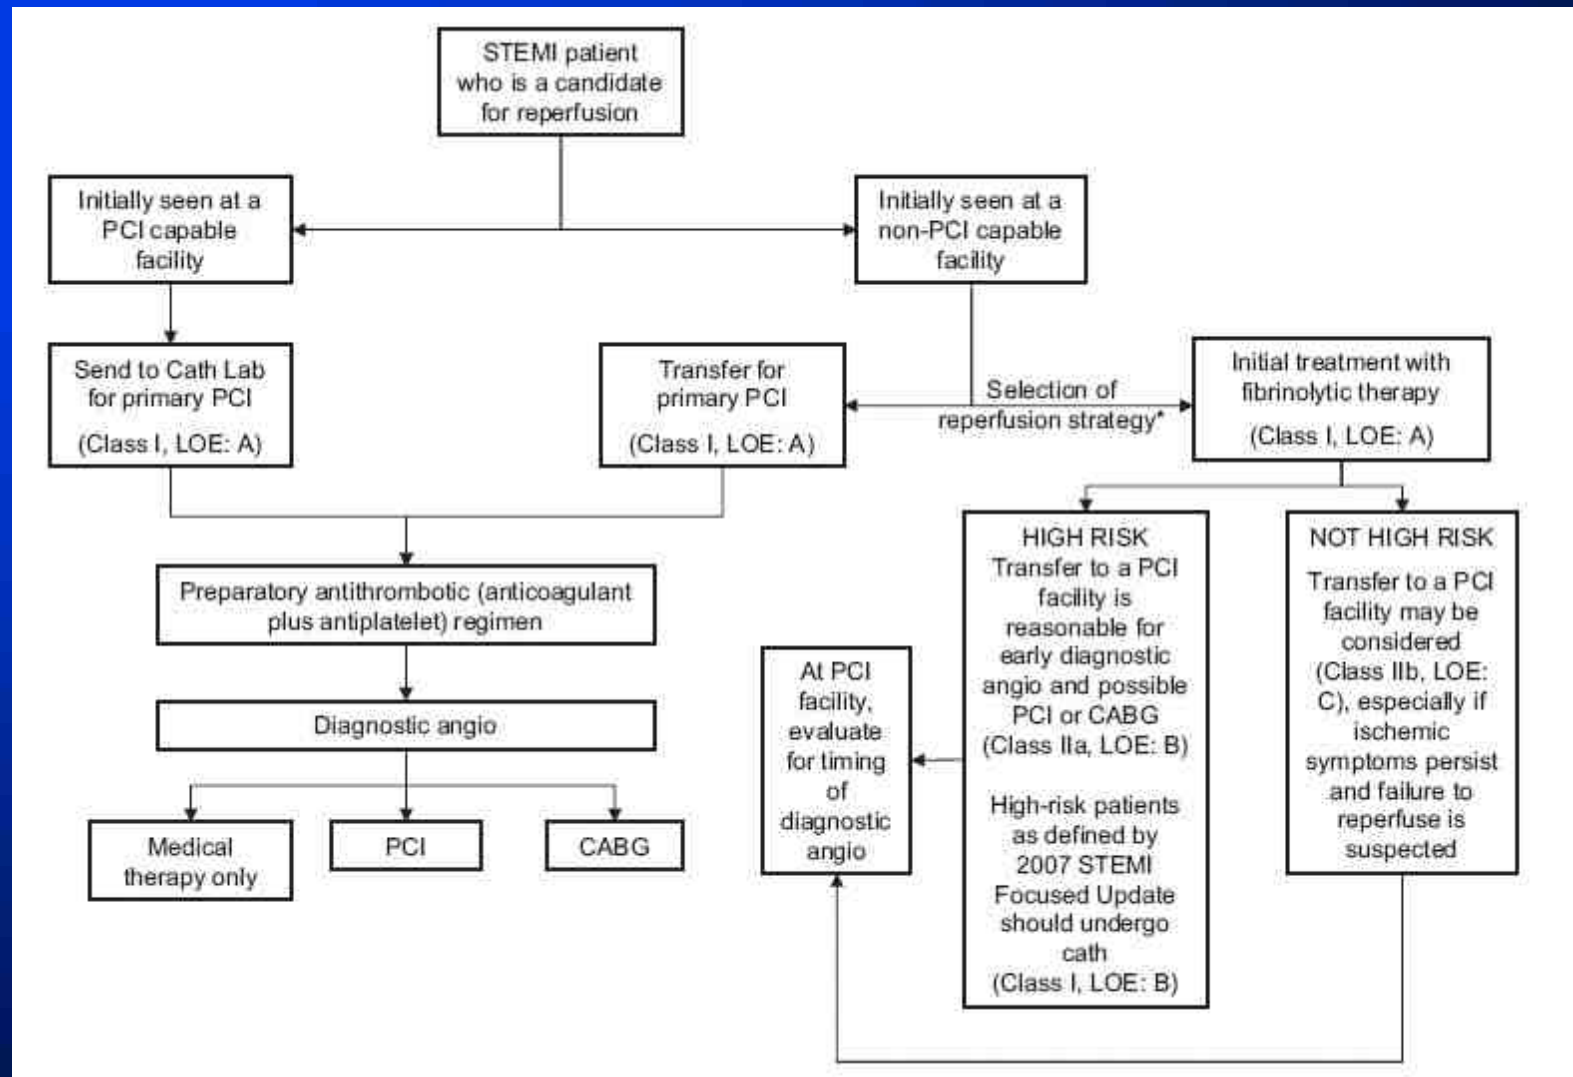 STEMI patient
who is a candidate
for reperfusion
Initially seen at a
PCI capable
facility
Initially seen at a
non-PCI capable
facility
Send to Cath Lab
for primary PCI
(Class I, LOE: A)
Transfer for
primary PCI
(Class I, LOE: A)
Selection of
reperfusion strategy*
Initial treatment with
fibrinolytic therapy
(Class I, LOE: A)
Preparatory antithrombotic (anticoagulant
plus antiplatelet) regimen
Diagnostic angio
Medical
therapy only
PCI
CABG
At PCI
facility,
evaluate
for timing
of
diagnostic
angio
HIGH RISK
Transfer to a PCI
facility is
reasonable for
early diagnostic
angio and possible
PCI or CABG
(Class IIa, LOE: B)
High-risk patients
as defined by
2007 STEMI
Focused Update
should undergo
cath
(Class I, LOE: B)
NOT HIGH RISK
Transfer to a PCI
facility may be
considered
(Class IIb, LOE:
C), especially if
ischemic
symptoms persist
and failure to
reperfuse is
suspected